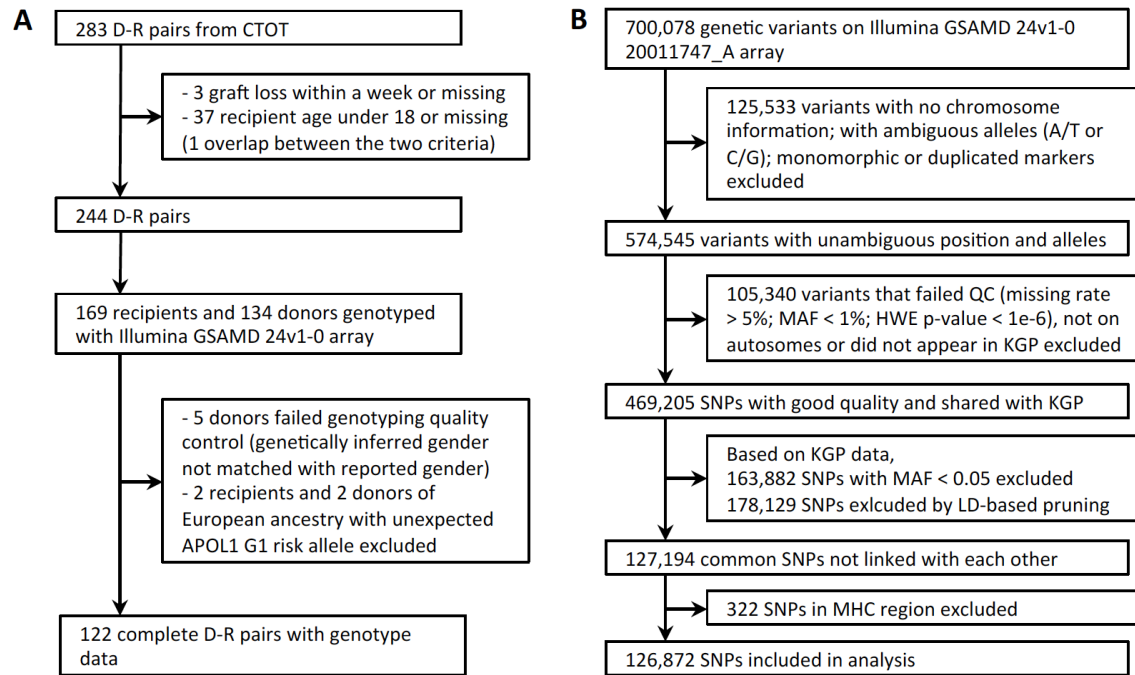 A
283 D-R pairs from CTOT
- 3 graft loss within a week or missing
- 37 recipient age under 18 or missing
(1 overlap between the two criteria)
244 D-R pairs
169 recipients and 134 donors genotyped
with Illumina GSAMD 24v1-0 array
- 5 donors failed genotyping quality
control (genetically inferred gender
not matched with reported gender)
- 2 recipients and 2 donors of
European ancestry with unexpected
APOL1 G1 risk allele excluded
122 complete D-R pairs with genotype
data
B
700,078 genetic variants on Illumina GSAMD 24v1-0
20011747_A array
125,533 variants with no chromosome
information; with ambiguous alleles (A/T or
C/G); monomorphic or duplicated markers
excluded
574,545 variants with unambiguous position and alleles
105,340 variants that failed QC (missing rate
> 5%; MAF < 1%; HWE p-value < 1e-6), not on
autosomes or did not appear in KGP excluded
469,205 SNPs with good quality and shared with KGP
Based on KGP data,
163,882 SNPs with MAF < 0.05 excluded
178,129 SNPs exlcuded by LD-based pruning
127,194 common SNPs not linked with each other
322 SNPs in MHC region excluded
126,872 SNPs included in analysis